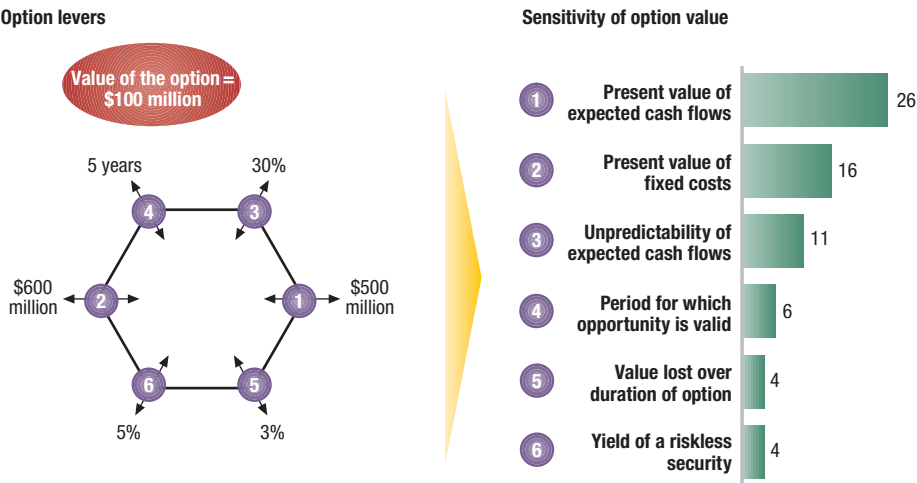 Option levers
Value of the option =
$100 million
5 years
30%
4
3
$600
million
2
1
$500
million
6
5
5%
3%
Sensitivity of option value
1
Present value of
expected cash flows
26
2
Present value of
fixed costs
16
3
Unpredictability of
expected cash flows
11
4
Period for which
opportunity is valid
6
5
Value lost over
duration of option
4
6
Yield of a riskless
security
4